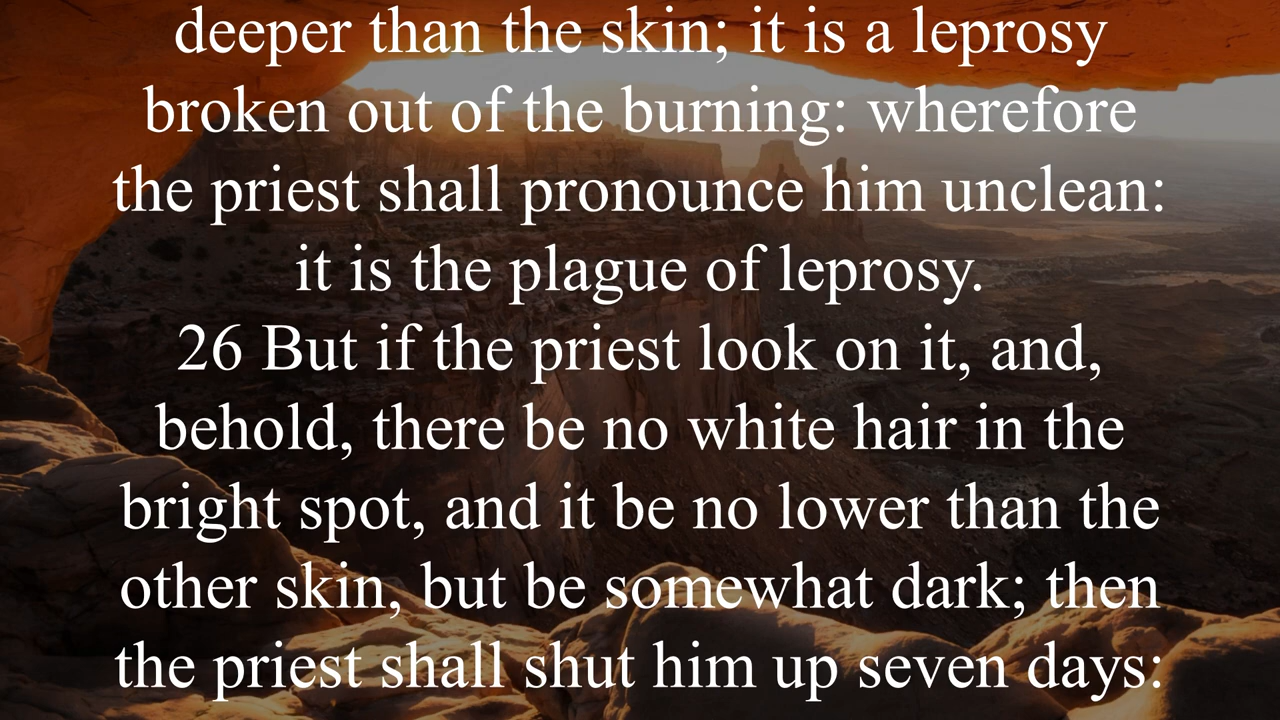 deeper than the skin; it is a leprosy
broken out of the burning: wherefore
the priest shall pronounce him unclean:
it is the plague of leprosy.
26 But if the priest look on it, and,
behold, there be no white hair in the
bright spot, and it be no lower than the
other skin, but be somewhat dark; then
the priest shall shut him up seven days: